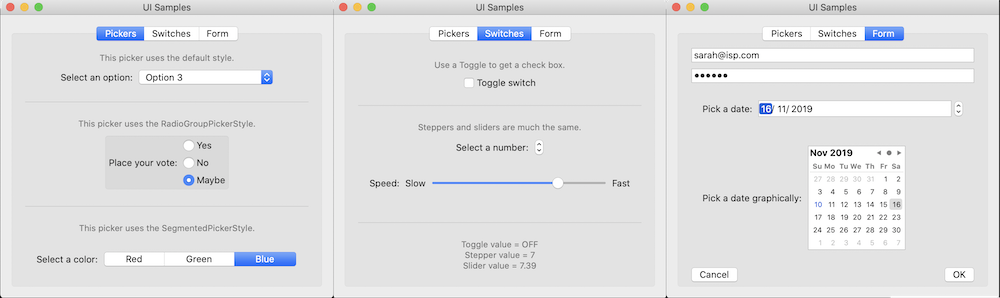 UI Samples
Pickers Switches Form
This picker uses the default style.
Select an option: Option 3
This picker uses the RadioGroupPickerStyle.
Yes
Place your vote: No
Maybe
This picker uses the SegmentedPickerStyle.
Select a color: Red Green Blue
UI Samples
Pickers Switches Form
Use a Toggle to get a check box.
Toggle switch
Steppers and sliders are much the same.
Select a number:
Speed: Slow Fast
Toggle value = OFF
Stepper value = 7
Slider value = 7.39
UI Samples
Pickers Switches Form
sarah@isp.com
••••••
Pick a date: 16/ 11/ 2019
Pick a date graphically:
Nov 2019
Su Mo Tu We Th Fr Sa
27 28 29 30 31 1 2
3 4 5 6 7 8 9
10 11 12 13 14 15 16
17 18 19 20 21 22 23
24 25 26 27 28 29 30
1 2 3 4 5 6 7
Cancel OK